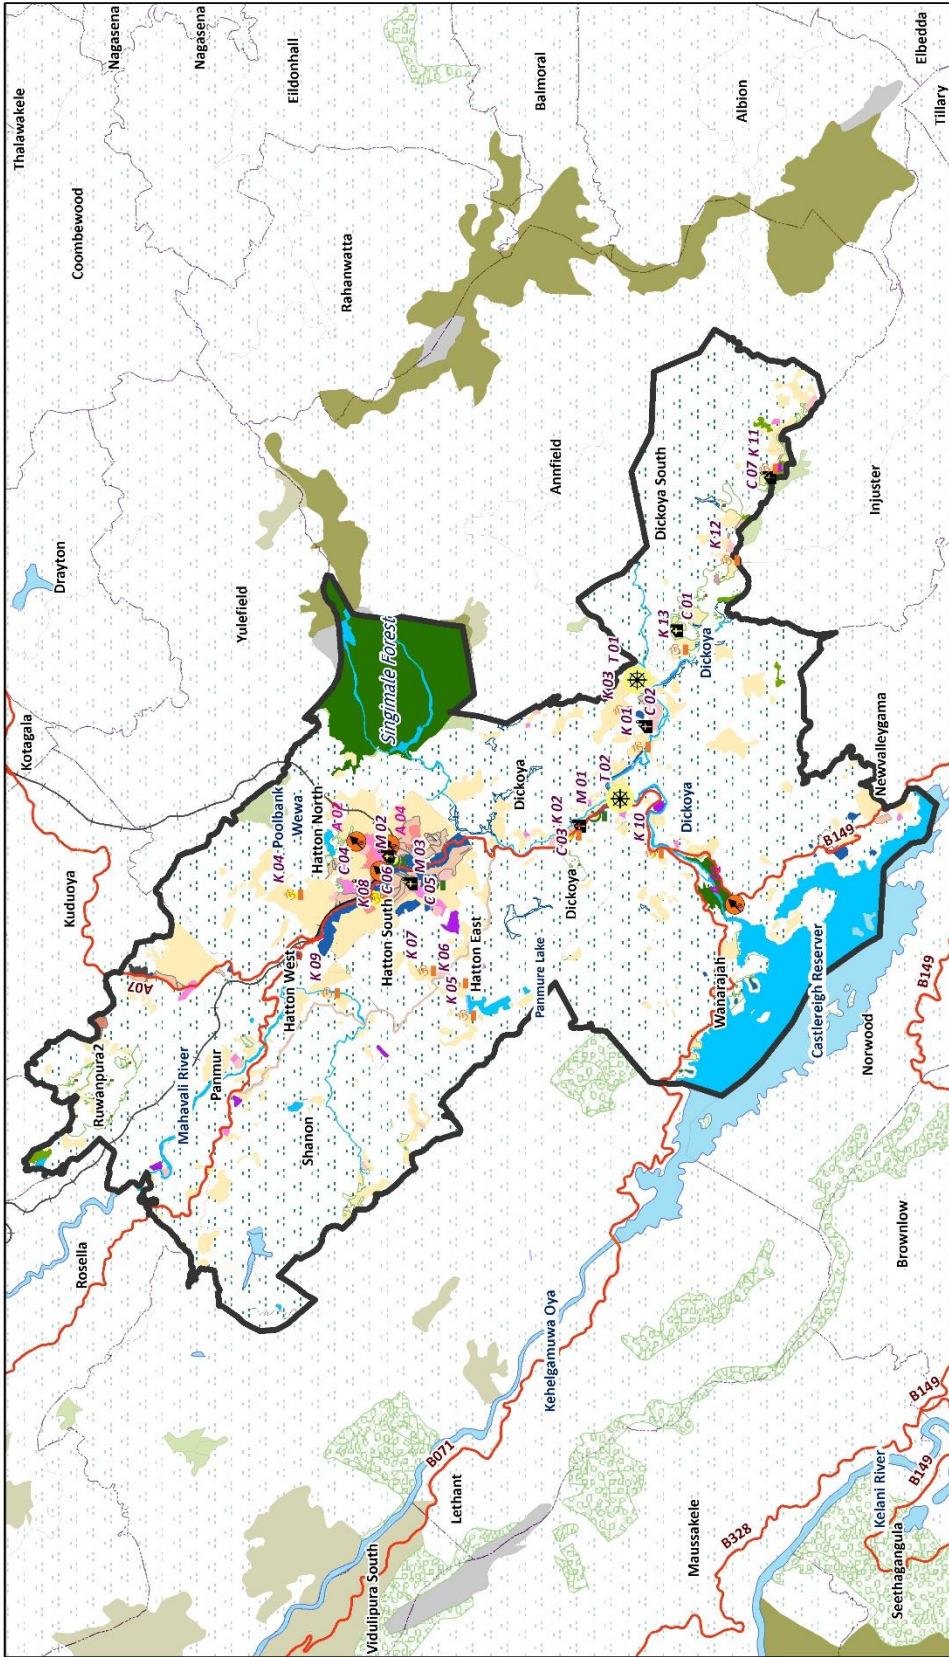 Thalawakele
Nagasena
Nagasena
Coombewood
Kotagala
Drayton
Kuduoya
Rosella
Ruwanpura2
A07
Mahavali River
Panmur
Yulefield
Eildonhall
Rahanwatta
K 04
Poolbank
Wewa
Hatton North
A 02
Hatton West
K 09
Shanon
C 04
K 08
M 02
C 06
A 04
Hatton South
M 03
C 05
K 07
K 06
K 05
Hatton East
Singimale Forest
Vidulipura South
B071
Lethant
Dickoya
Balmoral
Annfield
Panmure Lake
Kehelgamuwa Oya
C 03
K 02
M 01
T 02
Dickoya
K 03
T 01
K 01
C 02
K 10
K 13
C 01
Dickoya South
Dickoya
Dickoya
Maussakele
B328
Wanarajah
K 12
C 07
K 11
Albion
Castlereigh Reserver
B149
Norwood
Newvalleygama
Injuster
Kelani River
Seethagangula
B149
B149
Brownlow
B149
Elbedda
Tillary